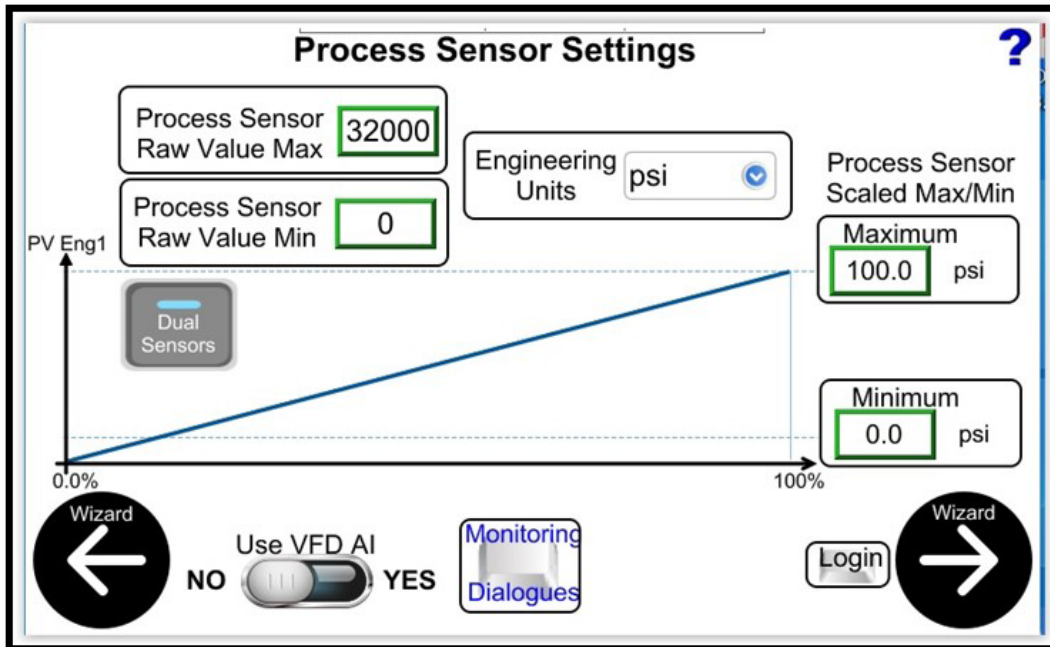 Process Sensor Settings
?
Process Sensor
Raw Value Max
32000
Process Sensor
Raw Value Min
0
Engineering
Units
psi
Process Sensor
Scaled Max/Min
Maximum
100.0 psi
Minimum
0.0 psi
PV Eng1
Dual
Sensors
0.0%
100%
Wizard
Use VFD AI
NO
YES
Monitoring
Dialogues
Login
Wizard